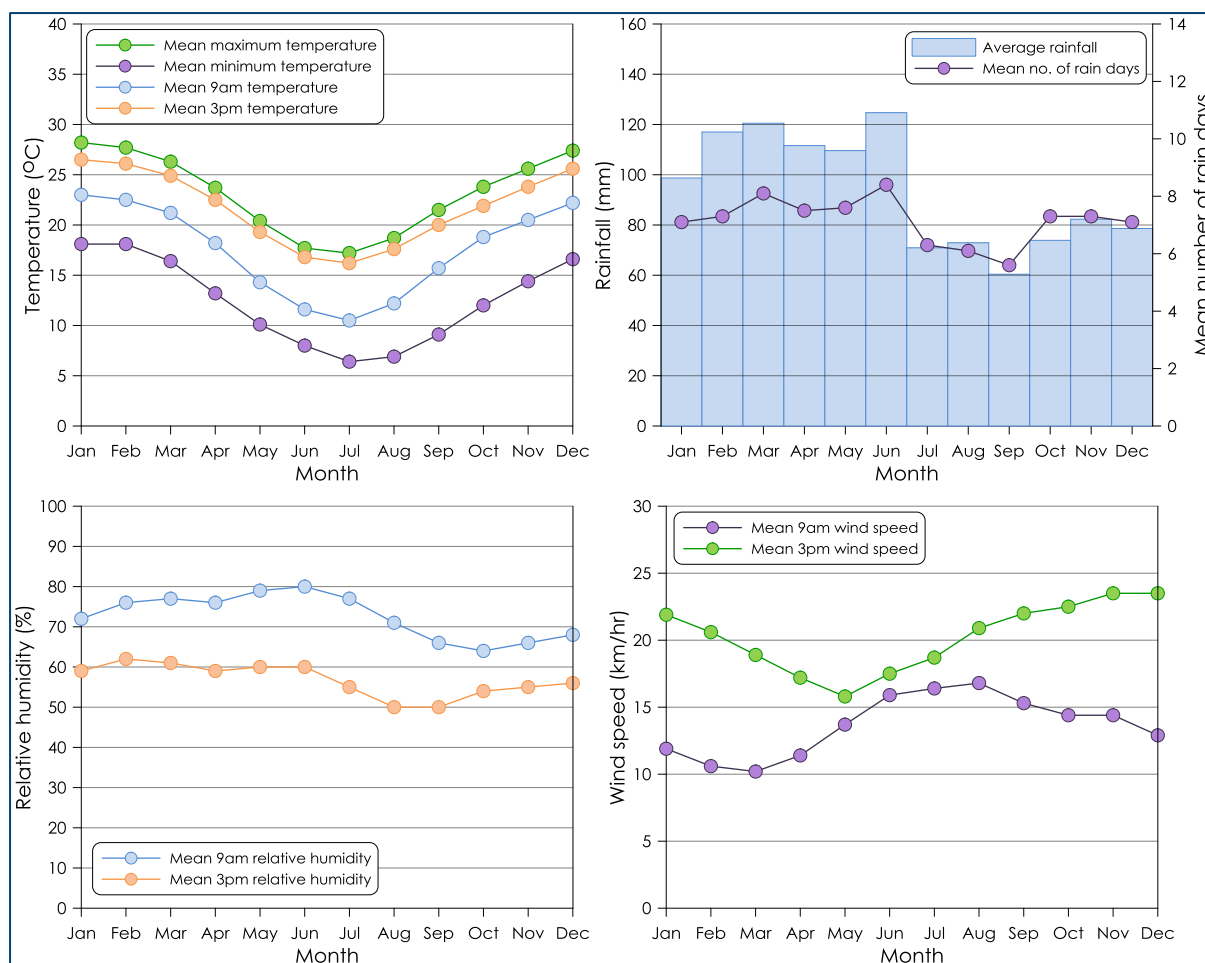 40
35
30
25
20
15
10
5
0
Temperature (OC)
Mean maximum temperature
Mean minimum temperature
Mean 9am temperature
Mean 3pm temperature
Jan Feb Mar Apr May Jun Jul Aug Sep Oct Nov Dec
Month
160
140
120
100
80
60
40
20
0
Rainfall (mm)
Average rainfall
Mean no. of rain days
14
12
10
8
6
4
2
0
Mean number of rain days
Jan Feb Mar Apr May Jun Jul Aug Sep Oct Nov Dec
Month
100
90
80
70
60
50
40
30
20
10
0
Relative humidity (%)
Mean 9am relative humidity
Mean 3pm relative humidity
Jan Feb Mar Apr May Jun Jul Aug Sep Oct Nov Dec
Month
30
25
20
15
10
5
0
Wind speed (km/hr)
Mean 9am wind speed
Mean 3pm wind speed
Jan Feb Mar Apr May Jun Jul Aug Sep Oct Nov Dec
Month